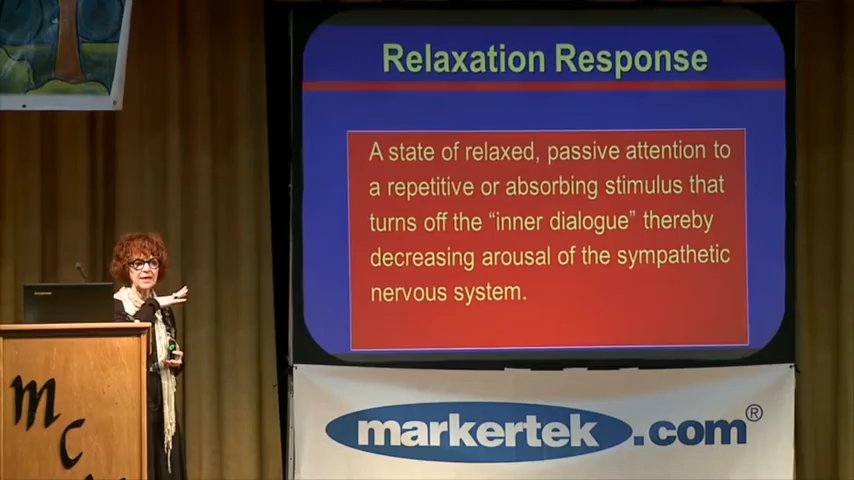 Relaxation Response
A state of relaxed, passive attention to
a repetitive or absorbing stimulus that
turns off the “inner dialogue” thereby
decreasing arousal of the sympathetic
nervous system.
markertek.com®
M
C